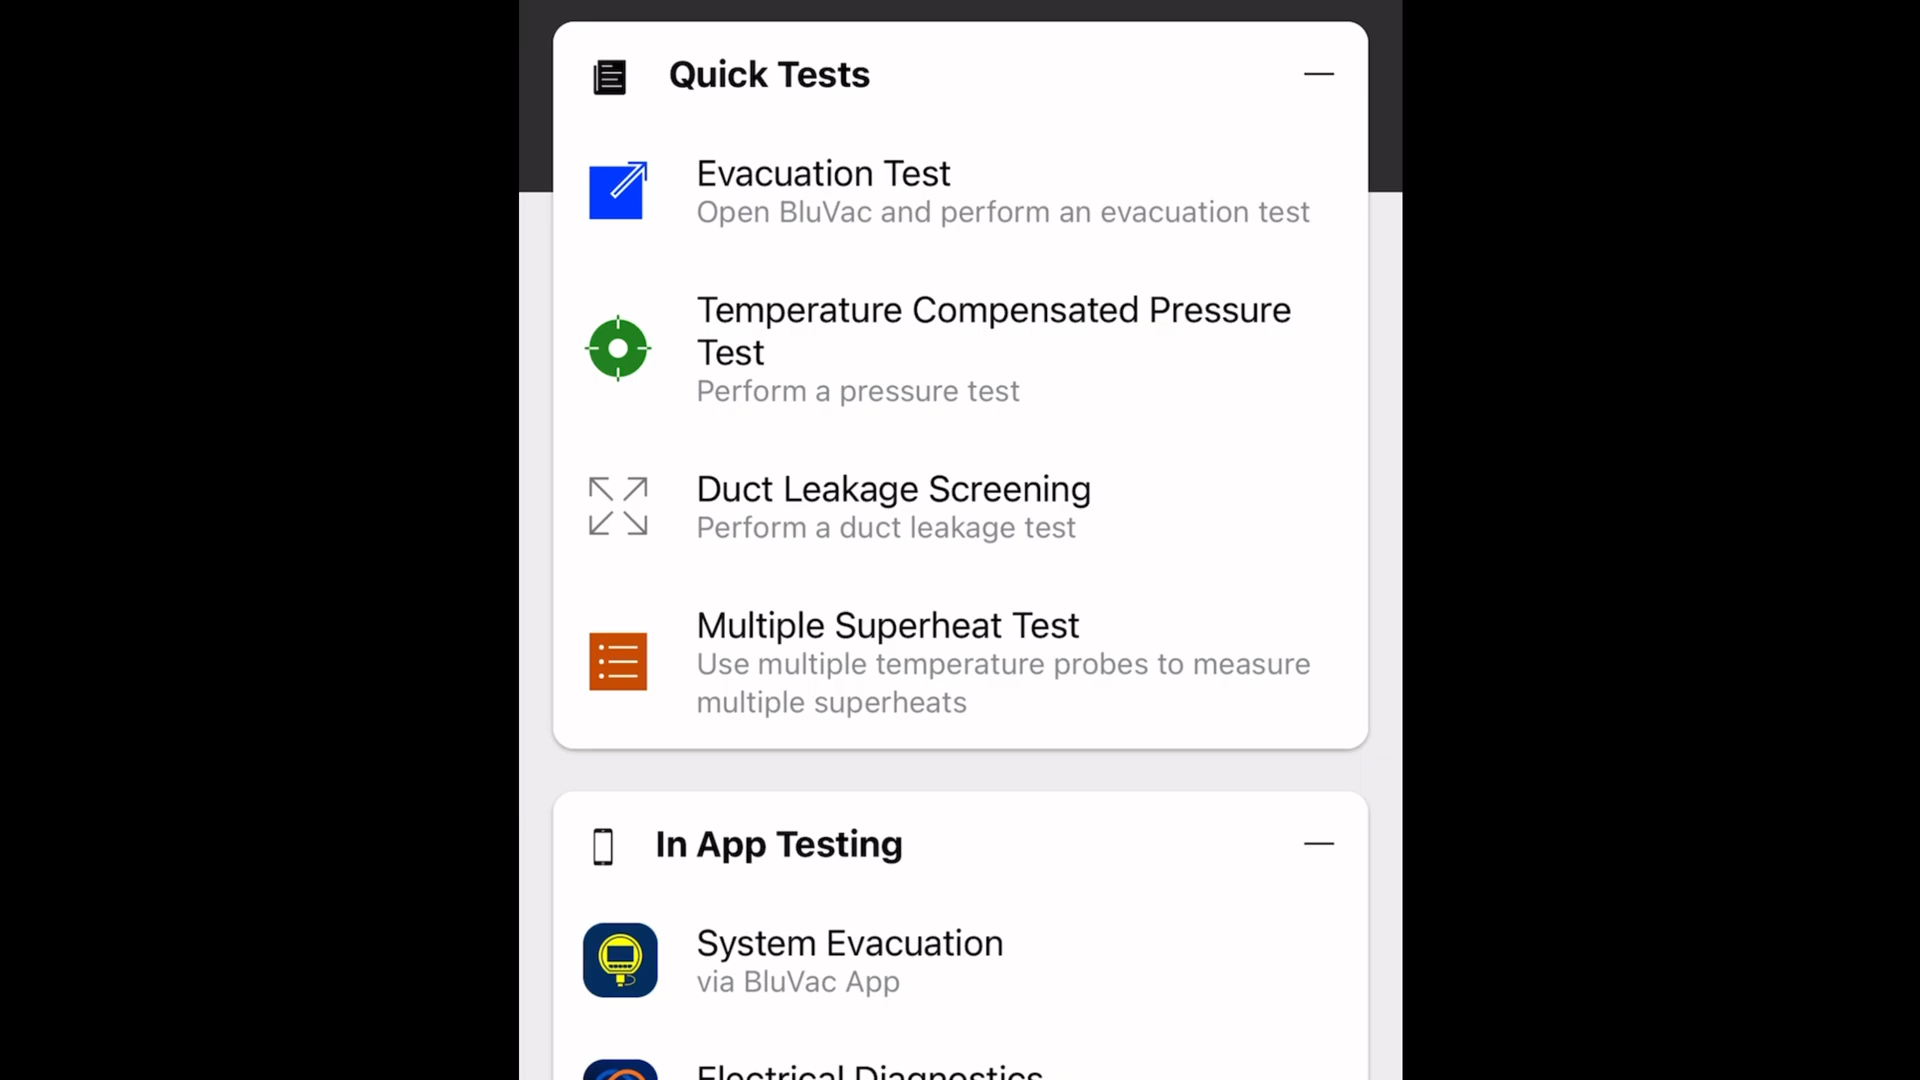 Quick Tests
Evacuation Test
Open BluVac and perform an evacuation test
Temperature Compensated Pressure
Test
Perform a pressure test
Duct Leakage Screening
Perform a duct leakage test
Multiple Superheat Test
Use multiple temperature probes to measure
multiple superheats
In App Testing
System Evacuation
via BluVac App
Electrical Diagnostics